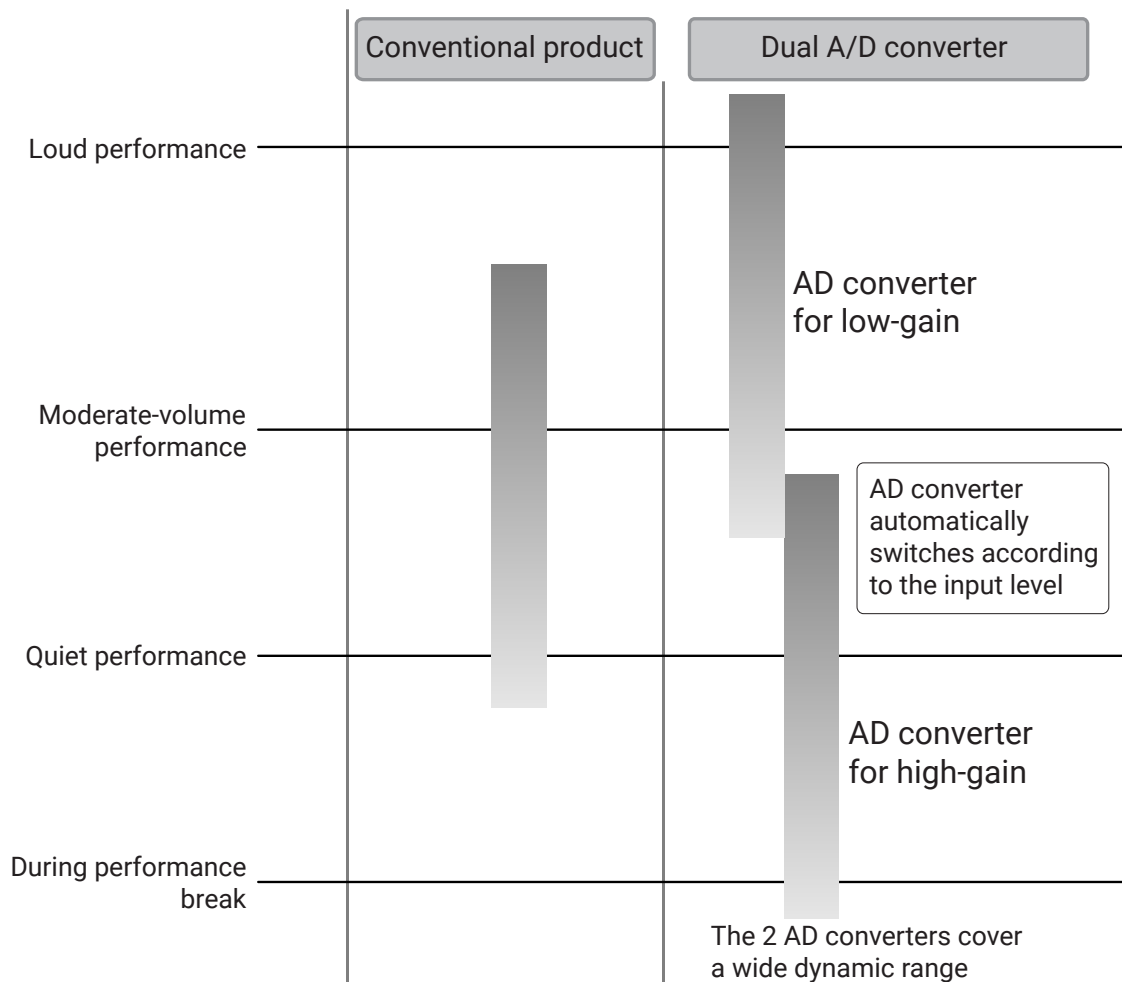 Conventional product
Dual A/D converter
Loud performance
AD converter
for low-gain
Moderate-volume
performance
AD converter
automatically
switches according
to the input level
Quiet performance
AD converter
for high-gain
During performance
break
The 2 AD converters cover
a wide dynamic range